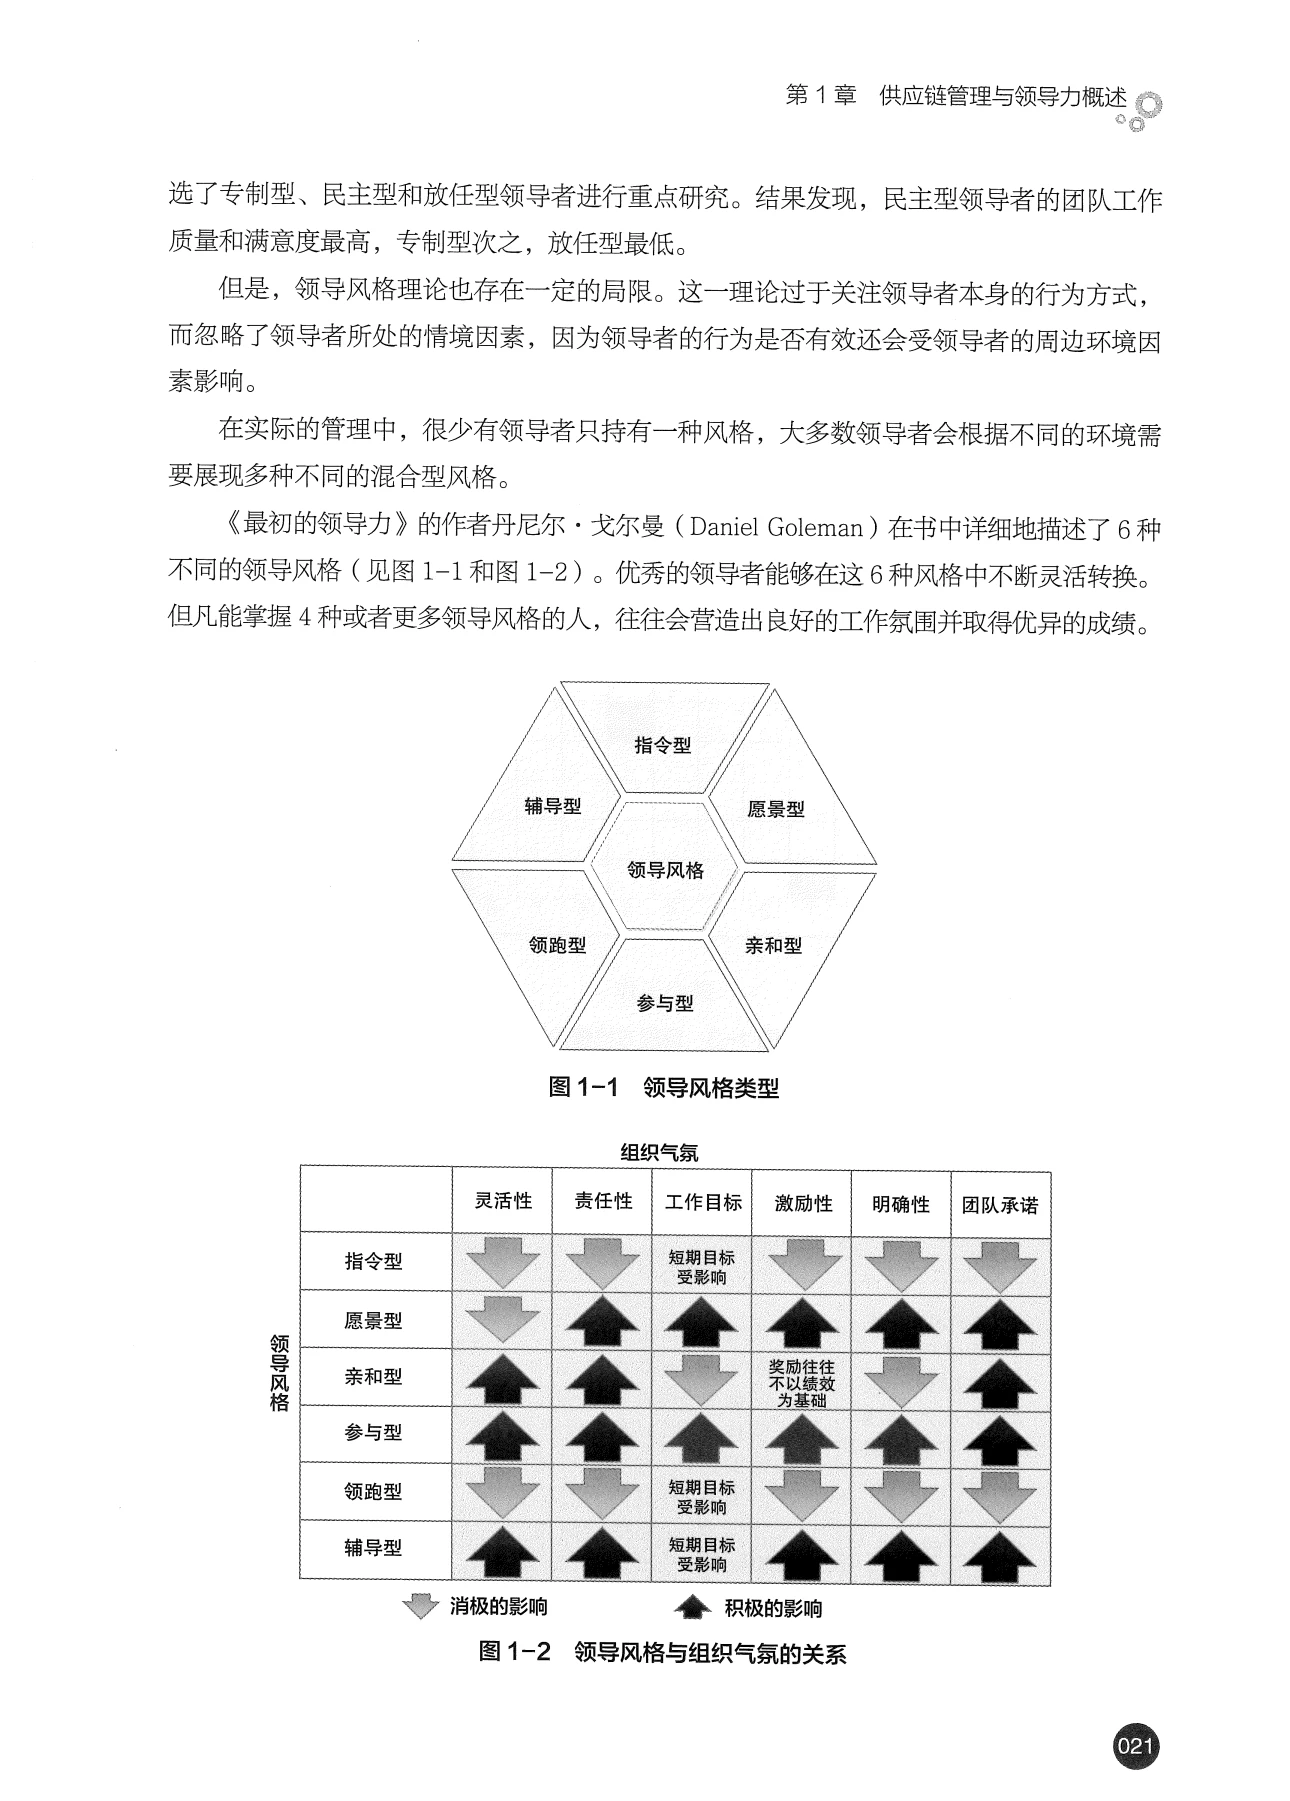 第 1 章　供应链管理与领导力概述
选了专制型、民主型和放任型领导者进行重点研究。结果发现，民主型领导者的团队工作
质量和满意度最高，专制型次之，放任型最低。
但是，领导风格理论也存在一定的局限。这一理论过于关注领导者本身的行为方式，
而忽略了领导者所处的情境因素，因为领导者的行为是否有效还会受领导者的周边环境因
素影响。
在实际的管理中，很少有领导者只持有一种风格，大多数领导者会根据不同的环境需
要展现多种不同的混合型风格。
《最初的领导力》的作者丹尼尔·戈尔曼（Daniel Goleman）在书中详细地描述了 6 种
不同的领导风格（见图 1-1 和图 1-2）。优秀的领导者能够在这 6 种风格中不断灵活转换。
但凡能掌握 4 种或者更多领导风格的人，往往会营造出良好的工作氛围并取得优异的成绩。
指令型
辅导型
愿景型
领导风格
领跑型
亲和型
参与型
图 1-1　领导风格类型
组织气氛
灵活性 责任性 工作目标 激励性 明确性 团队承诺
指令型 短期目标
受影响
愿景型
领导风格
亲和型 奖励往往
不以绩效
为基础
参与型
领跑型 短期目标
受影响
辅导型 短期目标
受影响
消极的影响 积极的影响
图 1-2　领导风格与组织气氛的关系
021